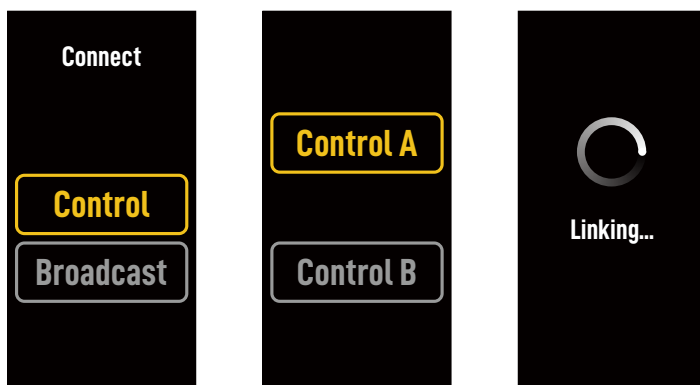 Connect
Control
Broadcast
Control A
Control B
Linking...